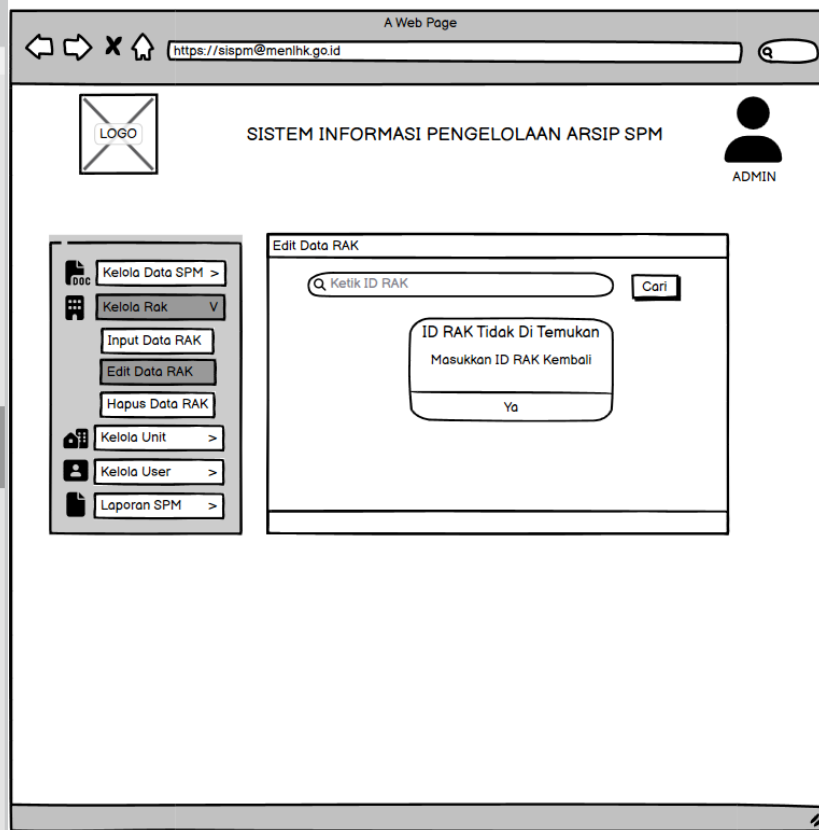 A Web Page
https://sispm@menlhk.go.id
LOGO
SISTEM INFORMASI PENGELOLAAN ARSIP SPM
ADMIN
DOC
Kelola Data SPM >
Kelola Rak V
Input Data RAK
Edit Data RAK
Hapus Data RAK
Kelola Unit >
Kelola User >
Laporan SPM >
Edit Data RAK
Ketik ID RAK
Cari
ID RAK Tidak Di Temukan
Masukkan ID RAK Kembali
Ya